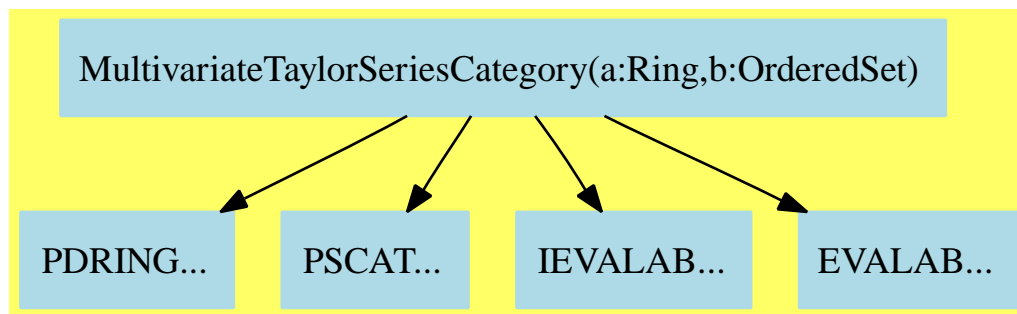 MultivariateTaylorSeriesCategory(a:Ring,b:OrderedSet)
PDRING...
PSCAT...
IEVALAB...
EVALAB...